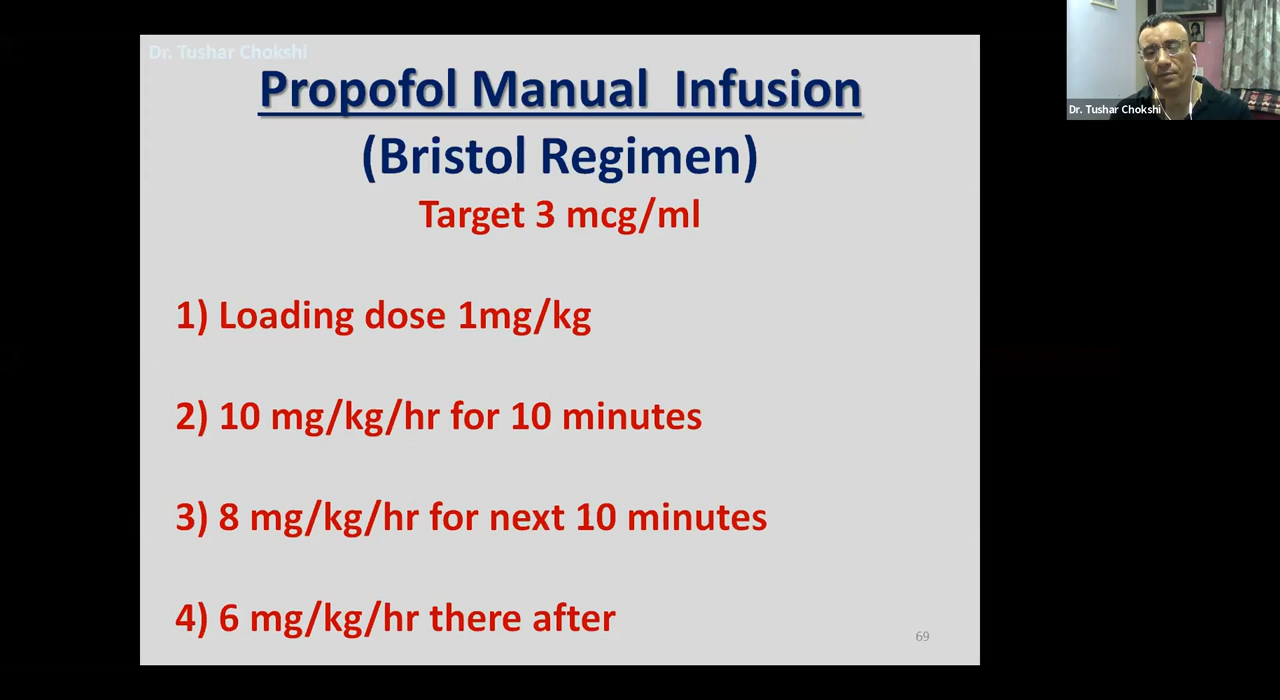 Dr. Tushar Chokshi
Propofol Manual Infusion
(Bristol Regimen)
Target 3 mcg/ml
1) Loading dose 1mg/kg
2) 10 mg/kg/hr for 10 minutes
3) 8 mg/kg/hr for next 10 minutes
4) 6 mg/kg/hr there after
69
Dr. Tushar Chokshi